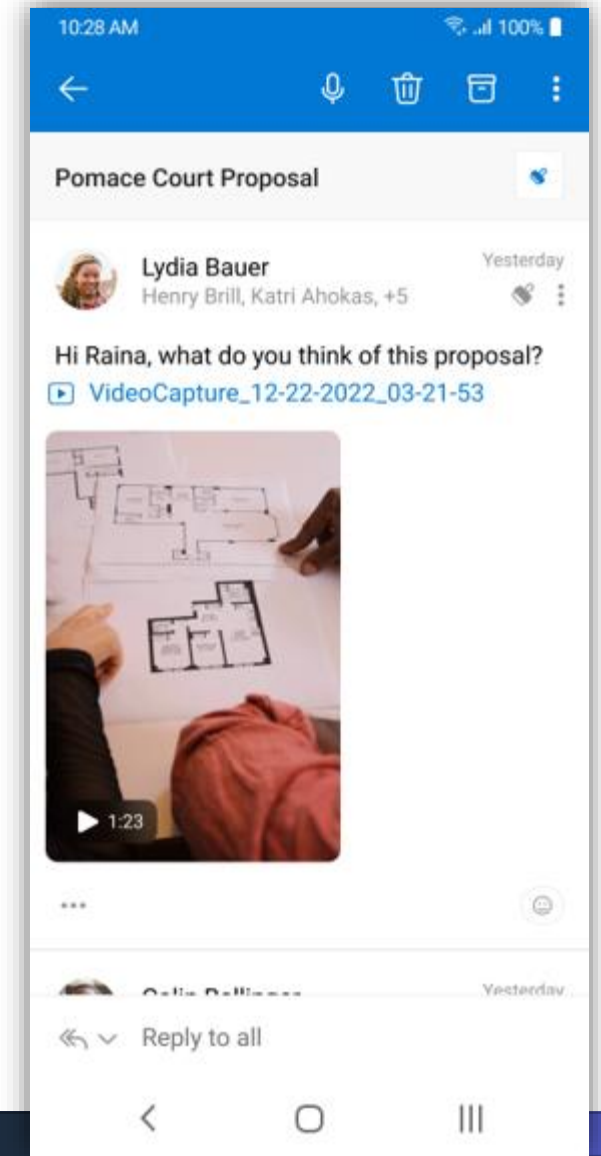 10:28 AM 100%
Pomace Court Proposal
Lydia Bauer Yesterday
Henry Brill, Katri Ahokas, +5
Hi Raina, what do you think of this proposal?
VideoCapture_12-22-2022_03-21-53
1:23
Yesterday
Reply to all